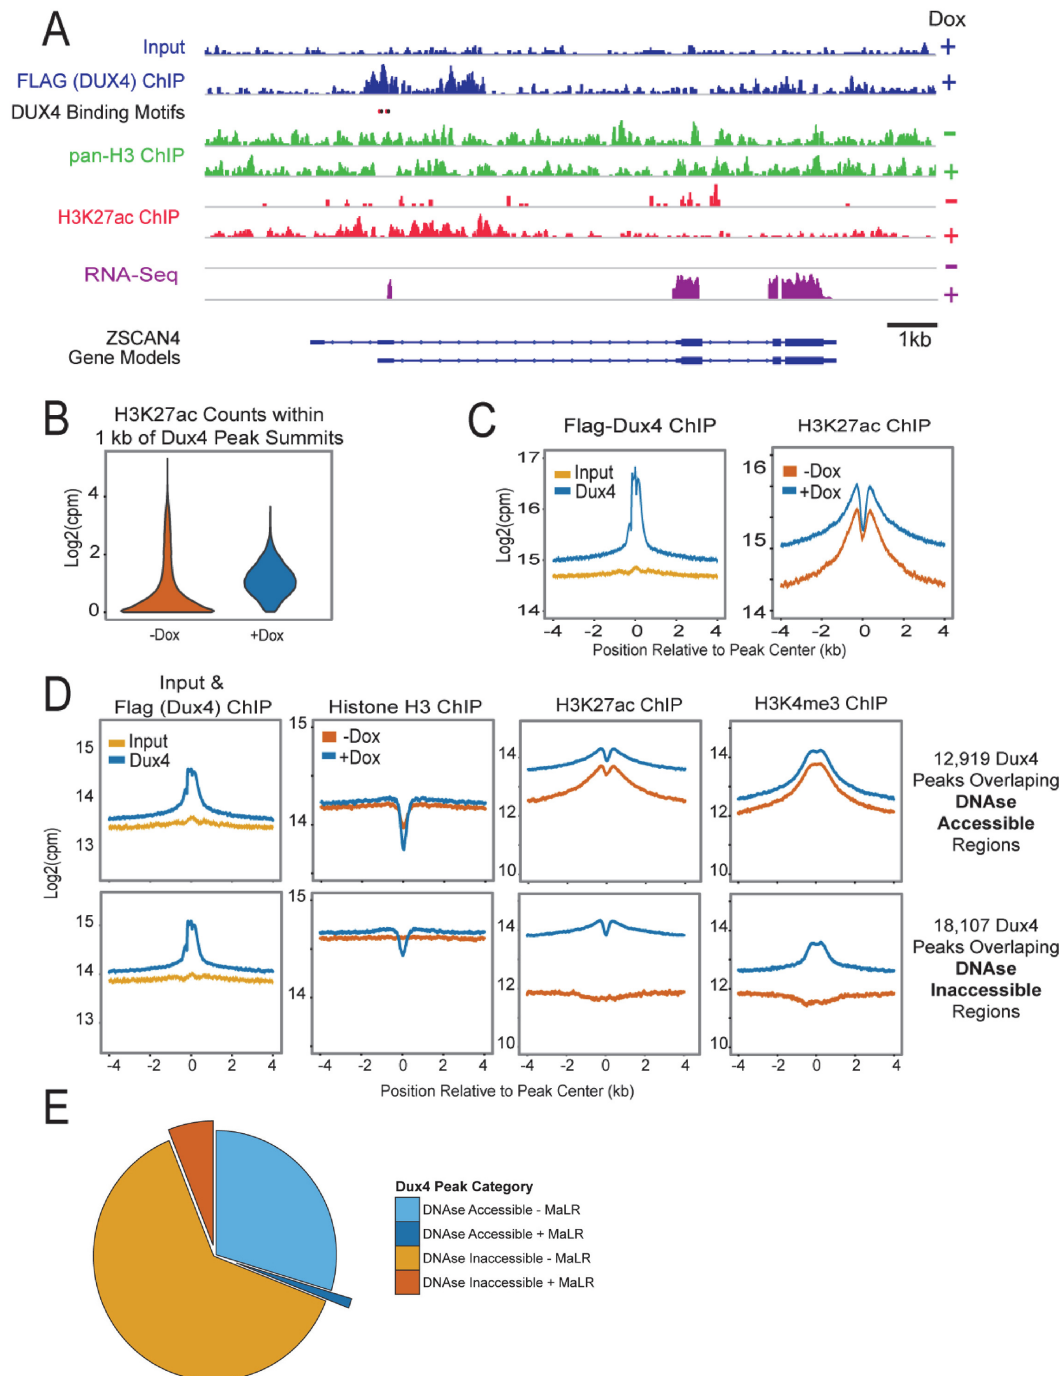 A
Dox
Input
+
FLAG (DUX4) ChIP
+
DUX4 Binding Motifs
-
pan-H3 ChIP
+
-
H3K27ac ChIP
+
-
RNA-Seq
+
ZSCAN4
Gene Models
1kb
B
H3K27ac Counts within
1 kb of Dux4 Peak Summits
Log2(cpm)
4
2
0
-Dox
+Dox
C
Flag-Dux4 ChIP
H3K27ac ChIP
Log2(cpm)
17
16
15
14
Input
Dux4
16
15
14
-Dox
+Dox
-4 -2 0 2 4
-4 -2 0 2 4
Position Relative to Peak Center (kb)
D
Input &
Flag (Dux4) ChIP
Histone H3 ChIP
H3K27ac ChIP
H3K4me3 ChIP
Log2(cpm)
15
14
13
Input
Dux4
15
14
-Dox
+Dox
14
12
10
14
12
10
12,919 Dux4
Peaks Overlaping
DNAse
Accessible
Regions
15
14
13
15
14
14
12
10
14
12
10
18,107 Dux4
Peaks Overlaping
DNAse
Inaccessible
Regions
-4 -2 0 2 4
-4 -2 0 2 4
-4 -2 0 2 4
-4 -2 0 2 4
Position Relative to Peak Center (kb)
E
Dux4 Peak Category
DNAse Accessible - MaLR
DNAse Accessible + MaLR
DNAse Inaccessible - MaLR
DNAse Inaccessible + MaLR